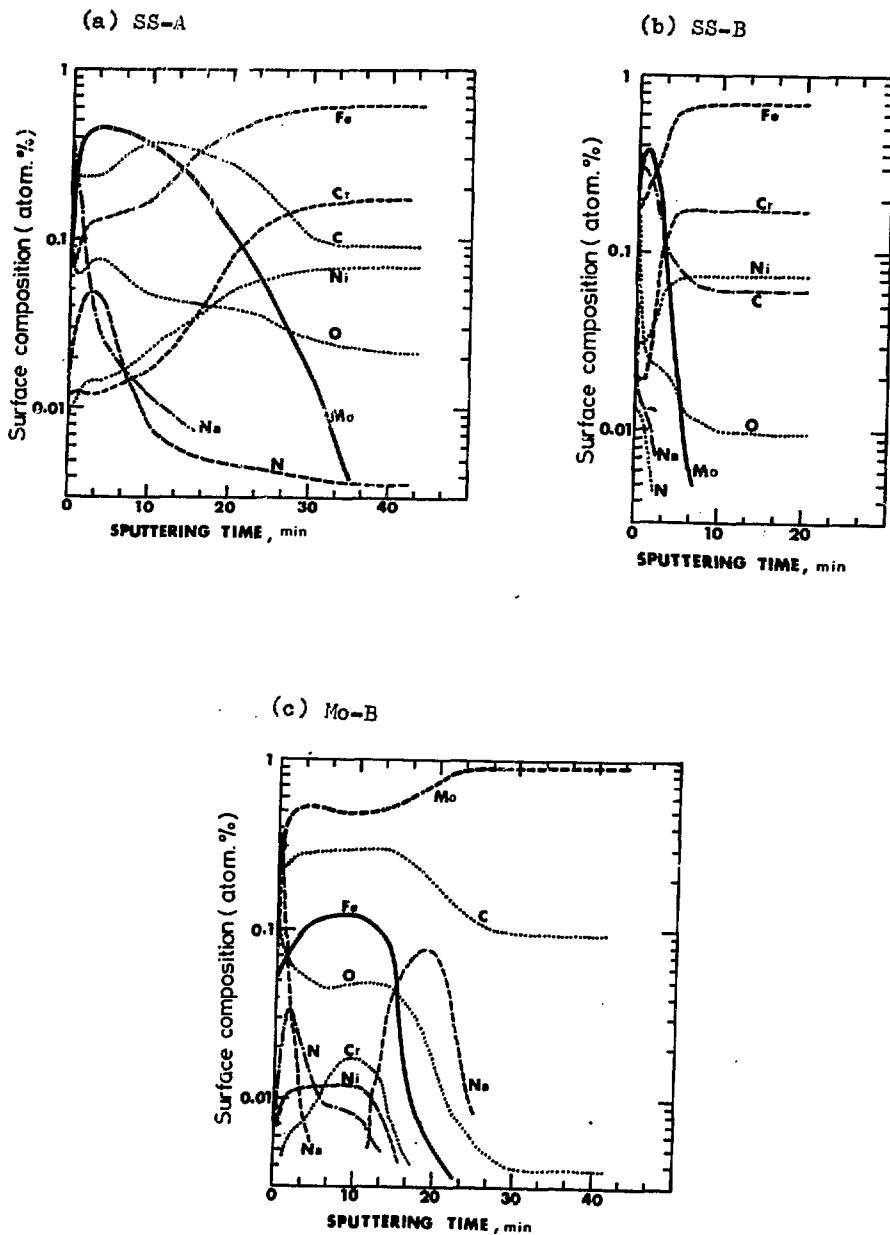 (a) SS-A
Surface composition (atom.%)
1
0.1
0.01
Fe
Cr
C
Ni
O
Mo
Na
N
0 10 20 30 40
SPUTTERING TIME, min
(b) SS-B
Surface composition (atom.%)
1
0.1
0.01
Fe
Cr
Ni
C
O
Na
Mo
N
0 10 20
SPUTTERING TIME, min
(c) Mo-B
Surface composition (atom.%)
1
0.1
0.01
Mo
C
Fe
O
N
Cr
Ni
Na
Na
0 10 20 30 40
SPUTTERING TIME, min